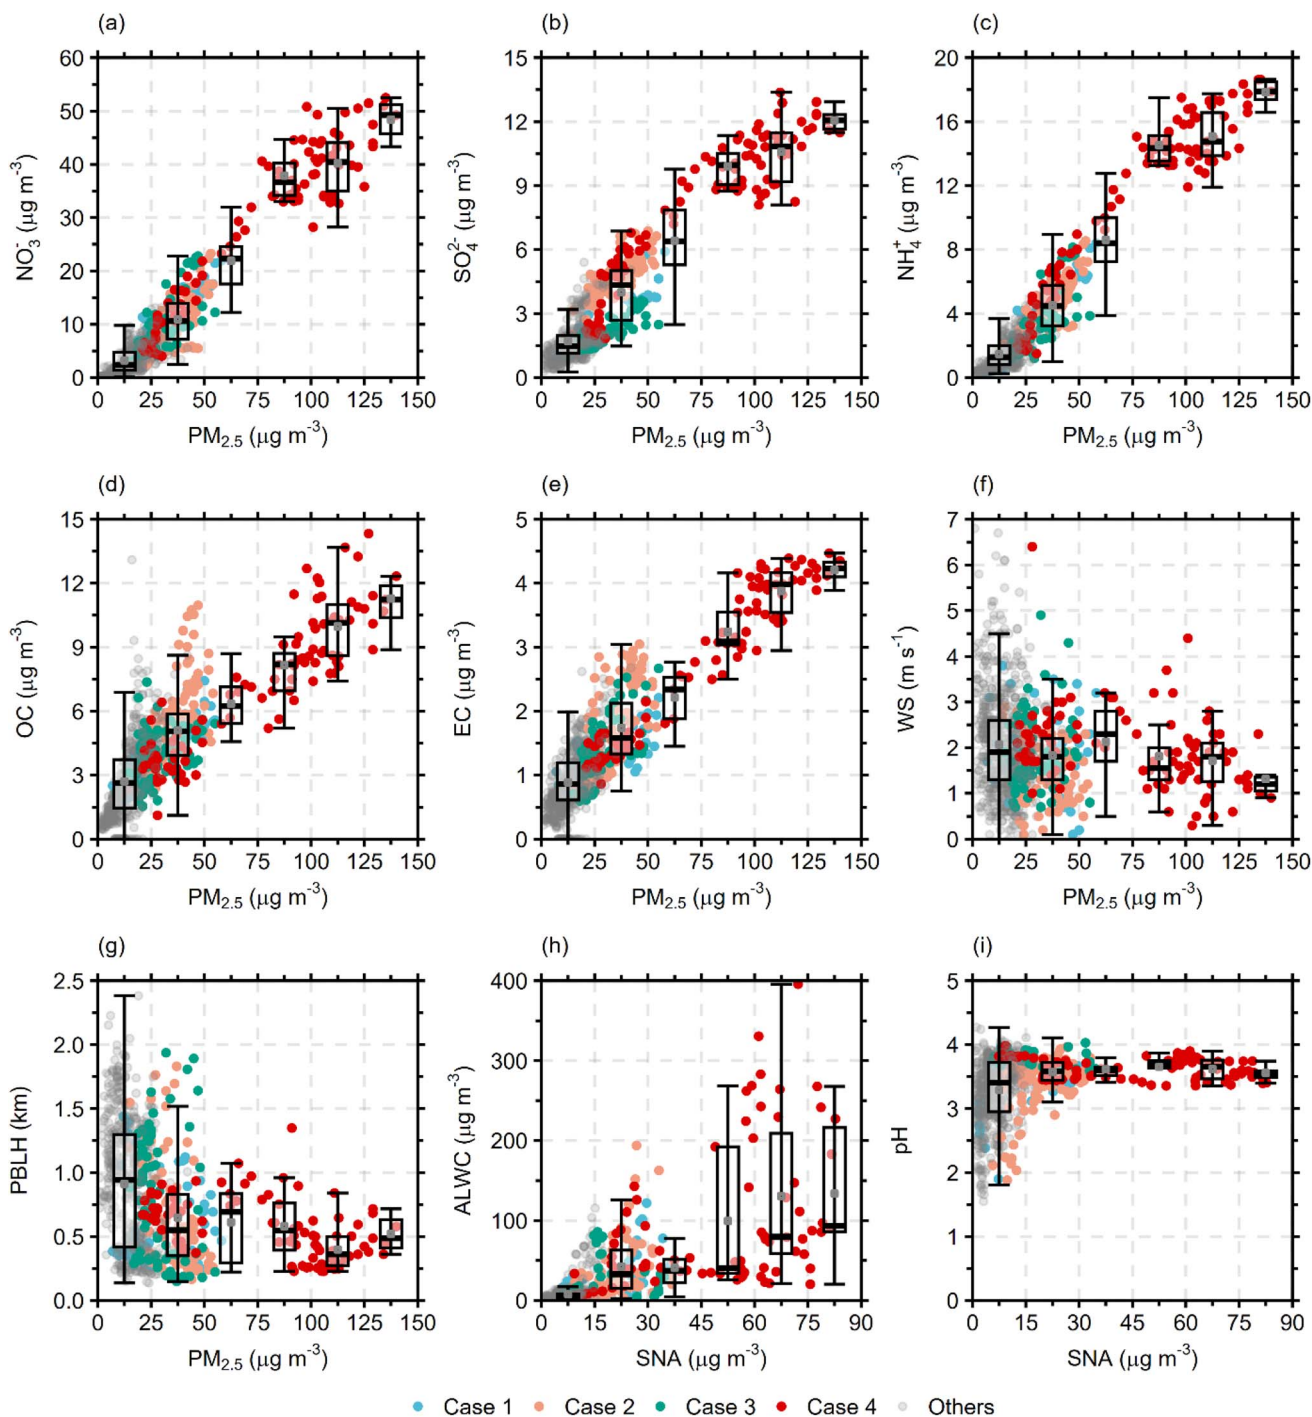 (a) (b) (c)
60 15 20
50 12 16
40 9 12
30 6 8
20 3 4
10 0 0
0
NO₃⁻ (μg m⁻³) SO₄²⁻ (μg m⁻³) NH₄⁺ (μg m⁻³)
0 25 50 75 100 125 150 0 25 50 75 100 125 150 0 25 50 75 100 125 150
PM₂.₅ (μg m⁻³) PM₂.₅ (μg m⁻³) PM₂.₅ (μg m⁻³)
(d) (e) (f)
15 5 7
12 4 6
9 3 5
6 2 4
3 1 3
0 0 2
1
0
OC (μg m⁻³) EC (μg m⁻³) WS (m s⁻¹)
0 25 50 75 100 125 150 0 25 50 75 100 125 150 0 25 50 75 100 125 150
PM₂.₅ (μg m⁻³) PM₂.₅ (μg m⁻³) PM₂.₅ (μg m⁻³)
(g) (h) (i)
2.5 400 5
2.0 300 4
1.5 200 3
1.0 100 2
0.5 0 1
0.0 0
PBLH (km) ALWC (μg m⁻³) pH
0 25 50 75 100 125 150 0 15 30 45 60 75 90 0 15 30 45 60 75 90
PM₂.₅ (μg m⁻³) SNA (μg m⁻³) SNA (μg m⁻³)
Case 1 Case 2 Case 3 Case 4 Others